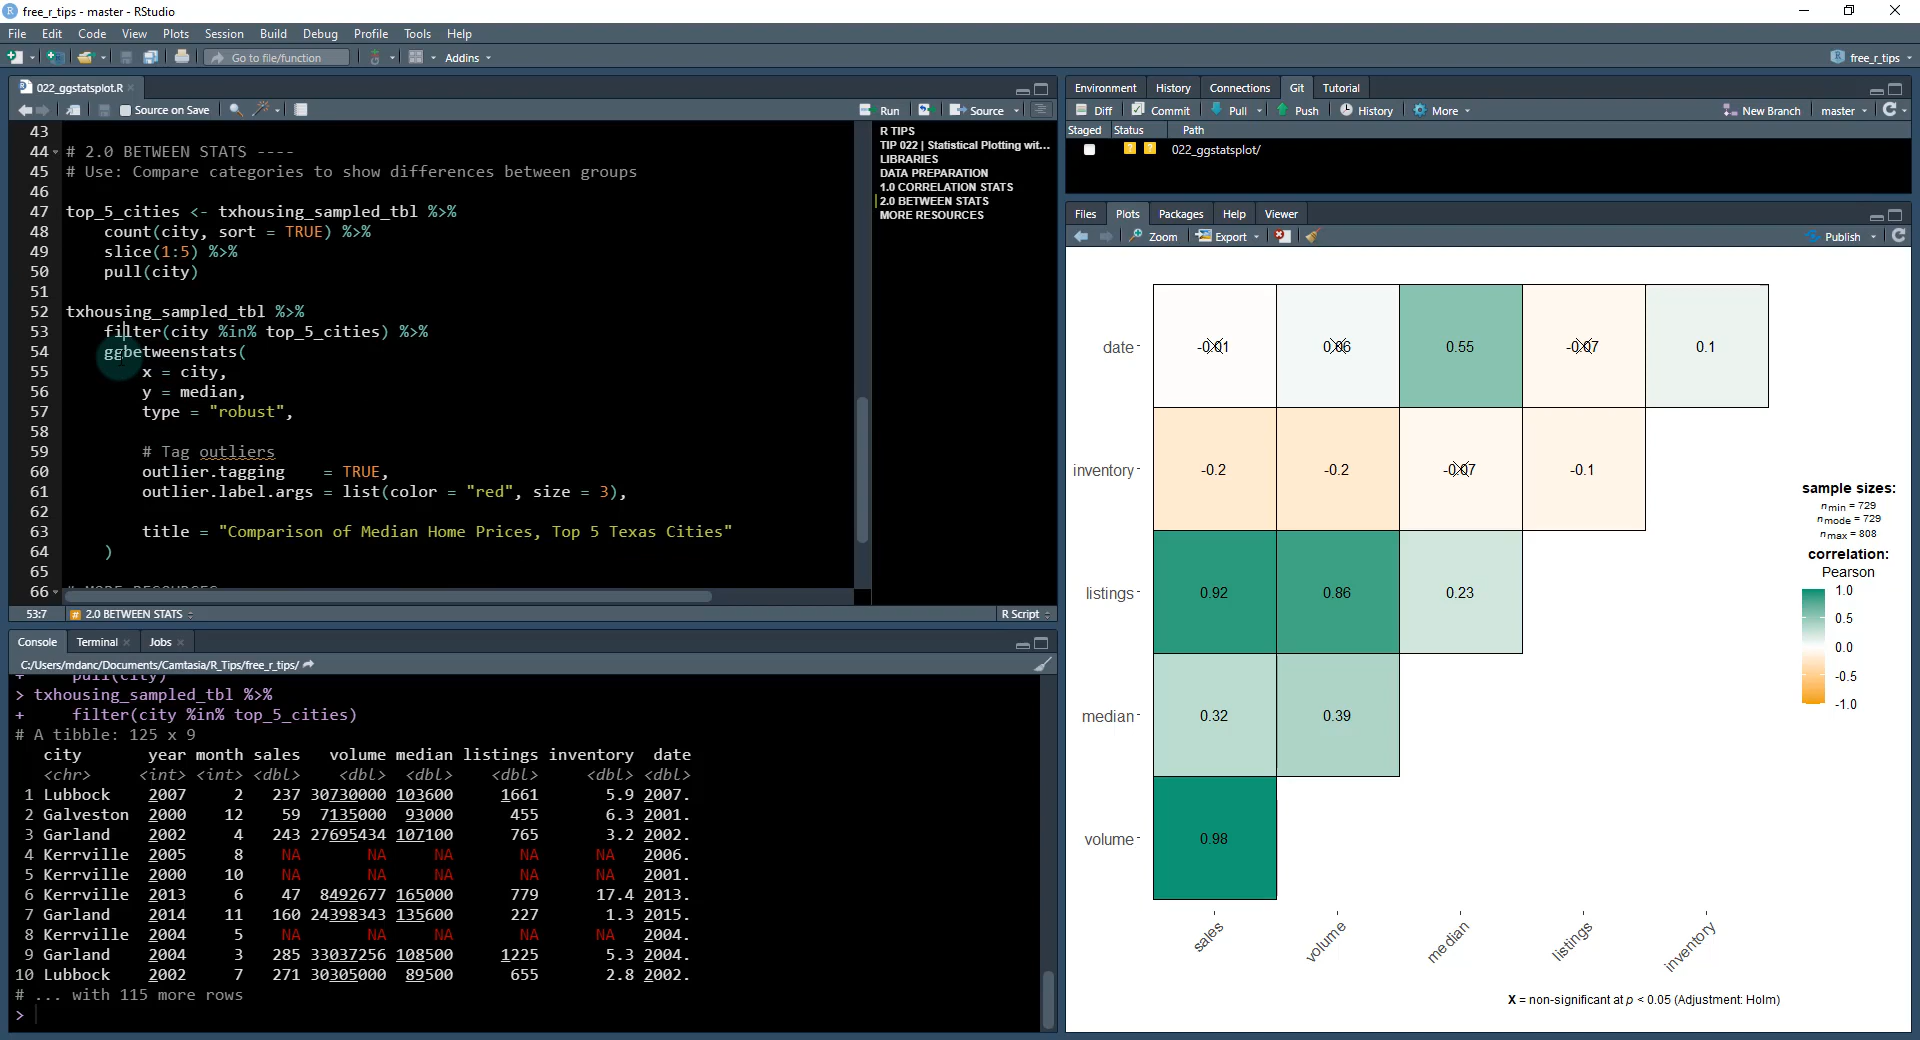 free_r_tips - master - RStudio
File Edit Code View Plots Session Build Debug Profile Tools Help
Go to file/function Addins free_r_tips
022_ggstatsplot.R
Source on Save Run Source
43
44 # 2.0 BETWEEN STATS ----
45 # Use: Compare categories to show differences between groups
46
47 top_5_cities <- txhousing_sampled_tbl %>%
48 count(city, sort = TRUE) %>%
49 slice(1:5) %>%
50 pull(city)
51
52 txhousing_sampled_tbl %>%
53 filter(city %in% top_5_cities) %>%
54 ggbetweenstats(
55 x = city,
56 y = median,
57 type = "robust",
58
59 # Tag outliers
60 outlier.tagging = TRUE,
61 outlier.label.args = list(color = "red", size = 3),
62
63 title = "Comparison of Median Home Prices, Top 5 Texas Cities"
64 )
65
66 # MORE RESOURCES
R TIPS
TIP 022 | Statistical Plotting wit...
LIBRARIES
DATA PREPARATION
1.0 CORRELATION STATS
2.0 BETWEEN STATS
MORE RESOURCES
53:7 # 2.0 BETWEEN STATS R Script
Console Terminal Jobs
C:/Users/mdanc/Documents/Camtasia/R_Tips/free_r_tips/
+ pull(city)
> txhousing_sampled_tbl %>%
+ filter(city %in% top_5_cities)
# A tibble: 125 x 9
city year month sales volume median listings inventory date
<chr> <int> <int> <dbl> <dbl> <dbl> <dbl> <dbl> <dbl>
1 Lubbock 2007 2 237 30730000 103600 1661 5.9 2007.
2 Galveston 2000 12 59 7135000 93000 455 6.3 2001.
3 Garland 2002 4 243 27695434 107100 765 3.2 2002.
4 Kerrville 2005 8 NA NA NA NA NA 2006.
5 Kerrville 2000 10 NA NA NA NA NA 2001.
6 Kerrville 2013 6 47 8492677 165000 779 17.4 2013.
7 Garland 2014 11 160 24398343 135600 227 1.3 2015.
8 Kerrville 2004 5 NA NA NA NA NA 2004.
9 Garland 2004 3 285 33037256 108500 1225 5.3 2004.
10 Lubbock 2002 7 271 30305000 89500 655 2.8 2002.
# ... with 115 more rows
>
Environment History Connections Git Tutorial
Diff Commit Pull Push History More New Branch master
Staged Status Path
? ? 022_ggstatsplot/
Files Plots Packages Help Viewer
Zoom Export Publish
date -0.01 0.06 0.55 -0.07 0.1
inventory -0.2 -0.2 -0.07 -0.1
listings 0.92 0.86 0.23
median 0.32 0.39
volume 0.98
sales volume median listings inventory
sample sizes:
nmin = 729
nmode = 729
nmax = 808
correlation:
Pearson
1.0
0.5
0.0
-0.5
-1.0
X = non-significant at p < 0.05 (Adjustment: Holm)